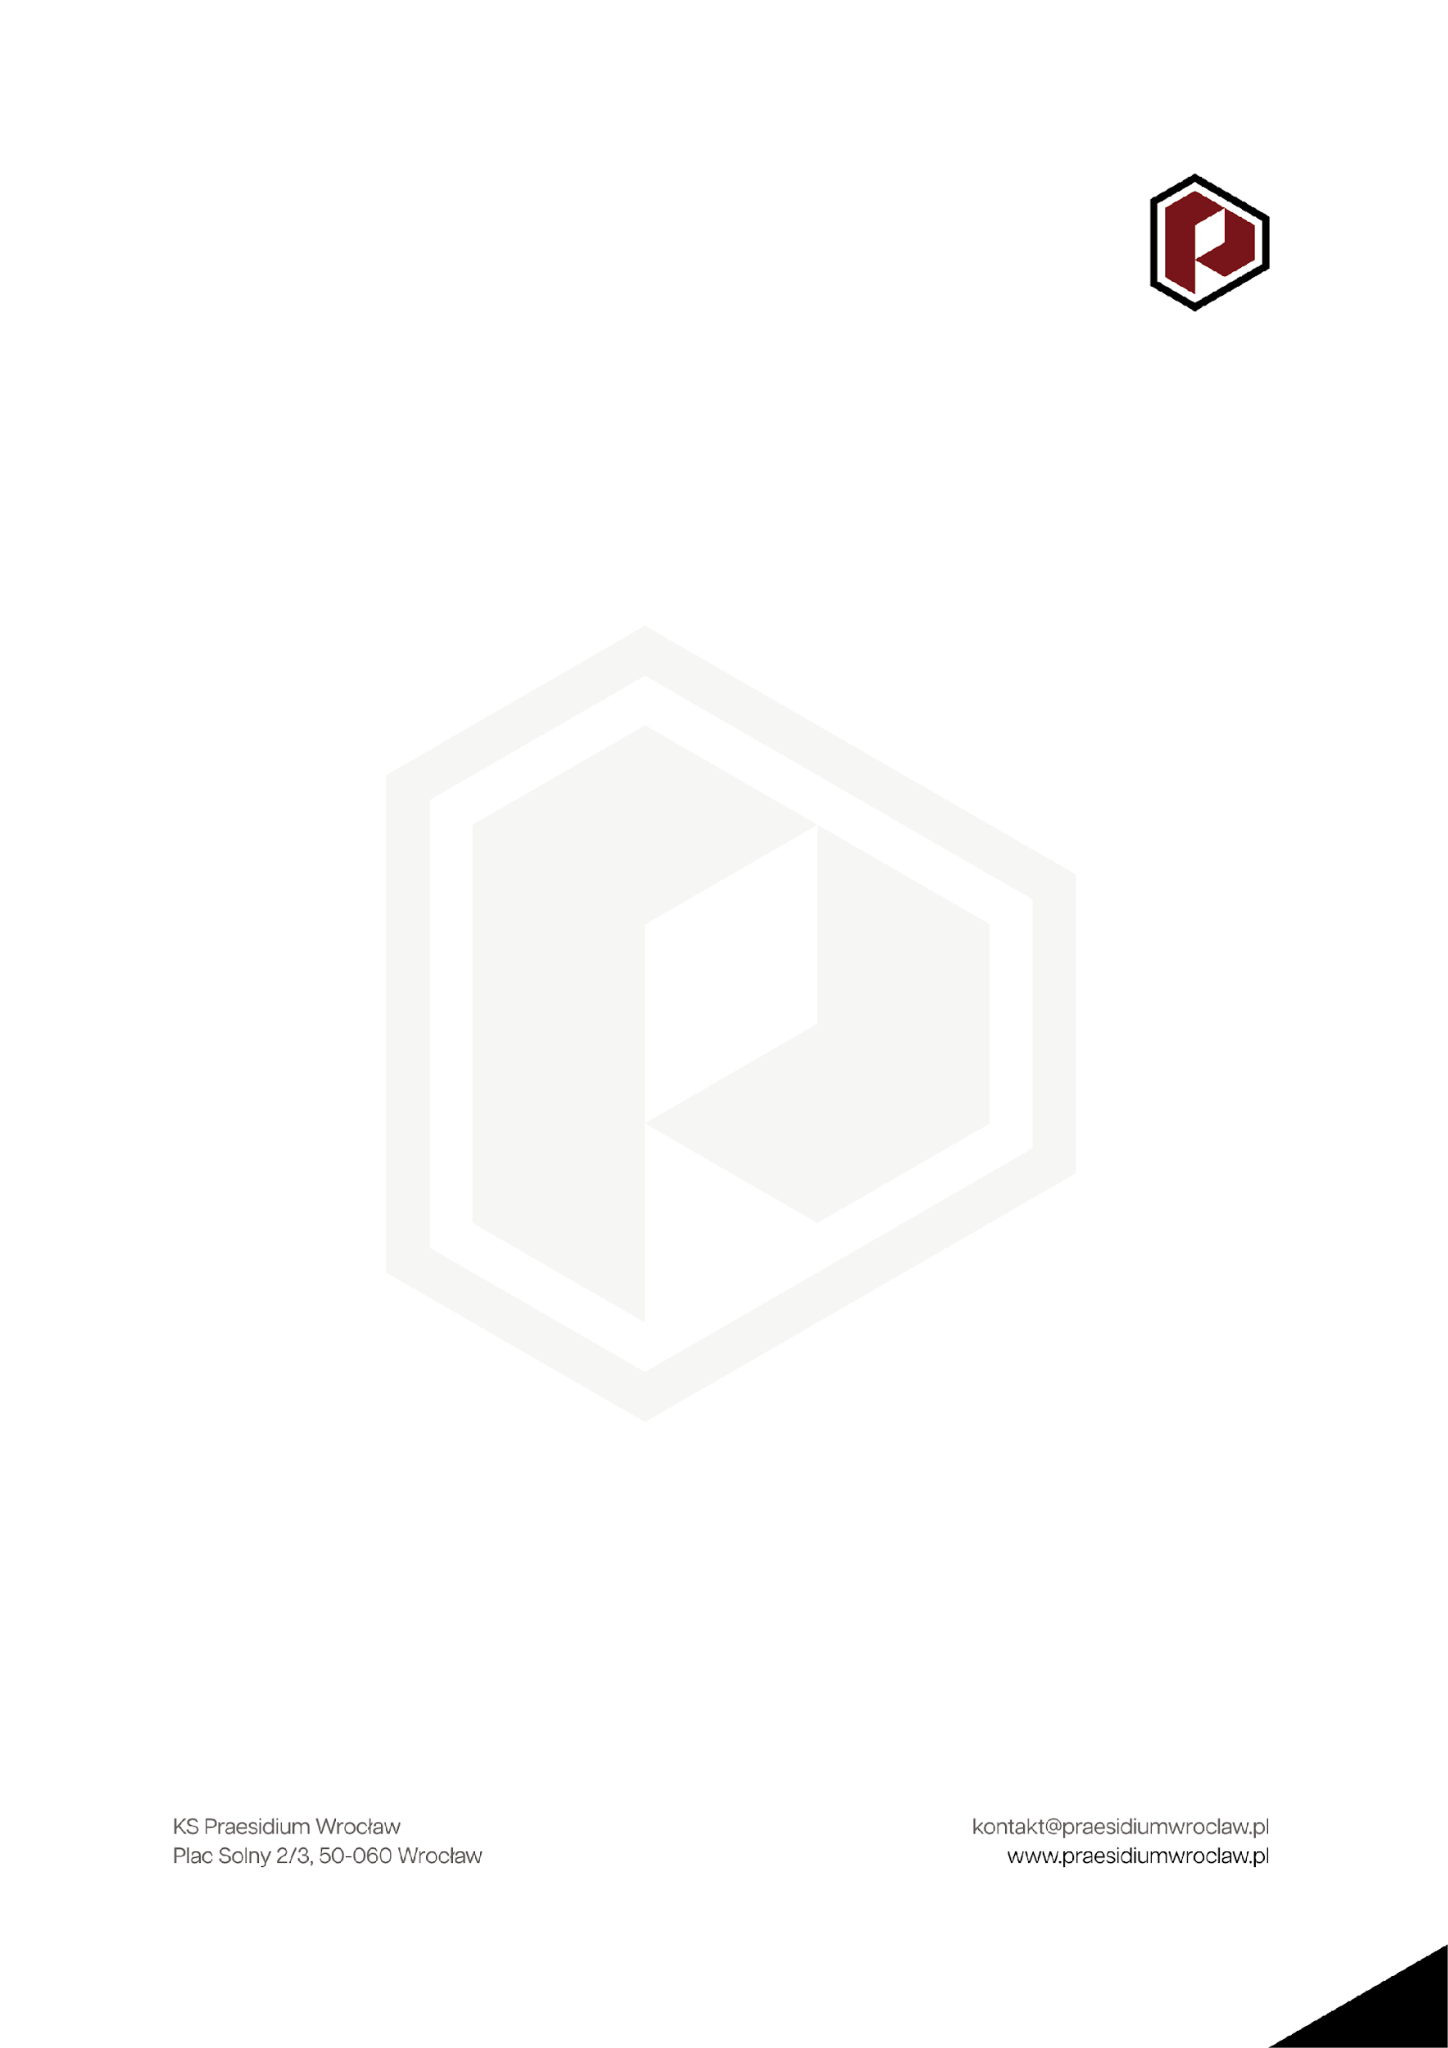 KS Praesidium Wrocław
Plac Solny 2/3, 50-060 Wrocław
kontakt@praesidiumwroclaw.pl
www.praesidiumwroclaw.pl